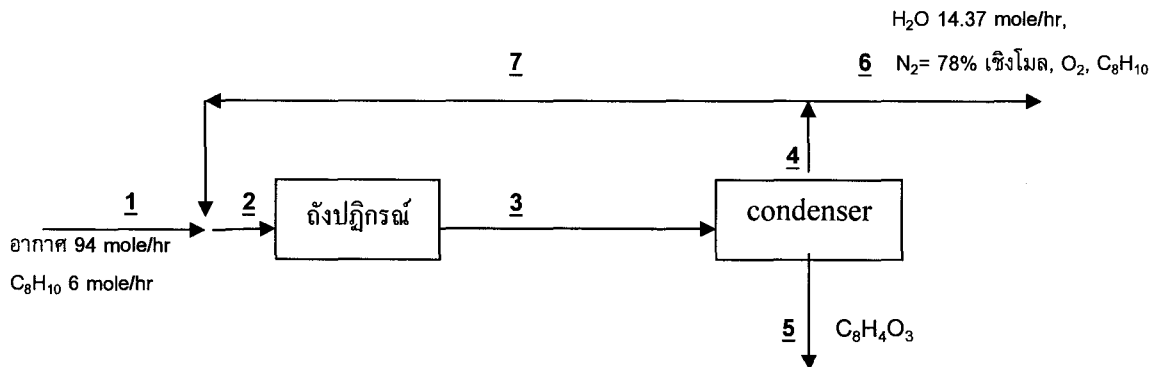 H₂O 14.37 mole/hr,
7
6 N₂= 78% เชิงโมล, O₂, C₈H₁₀
4
1
2
ถังปฏิกรณ์
3
condenser
อากาศ 94 mole/hr
C₈H₁₀ 6 mole/hr
5 C₈H₄O₃